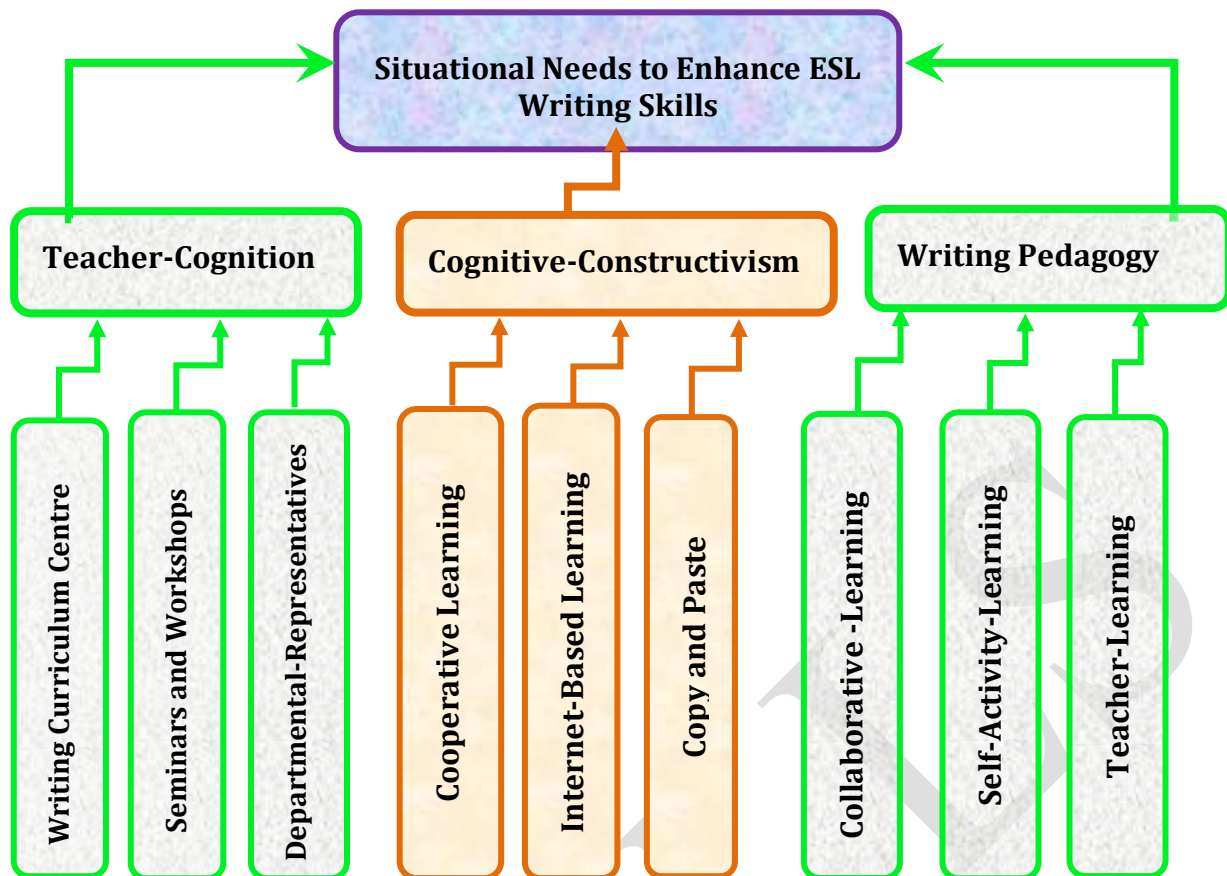 Situational Needs to Enhance ESL
Writing Skills
Teacher-Cognition
Cognitive-Constructivism
Writing Pedagogy
Writing Curriculum Centre
Seminars and Workshops
Departmental-Representatives
Cooperative Learning
Internet-Based Learning
Copy and Paste
Collaborative -Learning
Self-Activity-Learning
Teacher-Learning